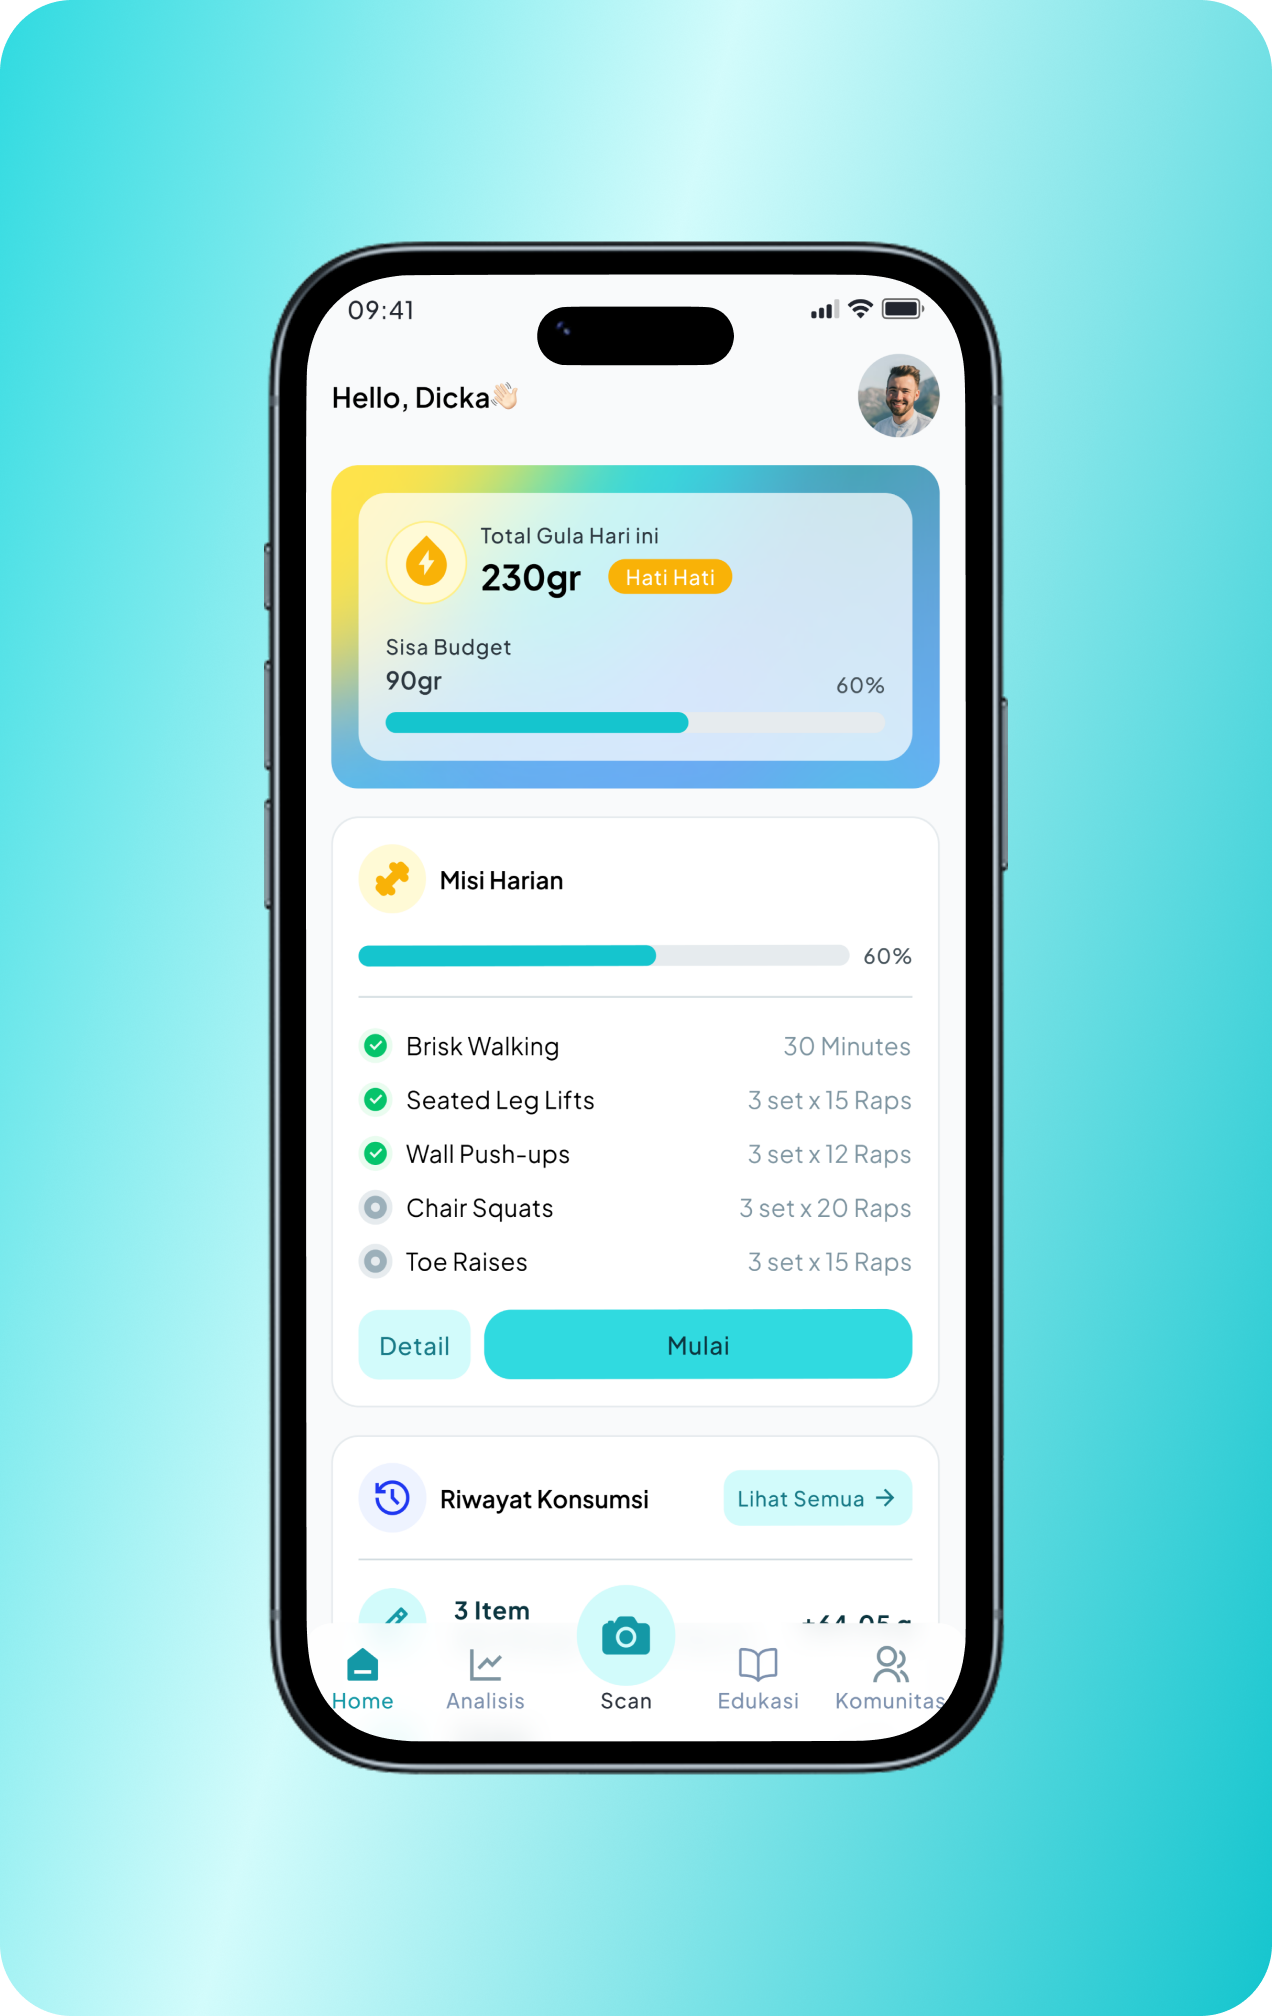 09:41
Hello, Dicka👋🏻
Total Gula Hari ini
230gr Hati Hati
Sisa Budget
90gr 60%
Misi Harian
60%
Brisk Walking 30 Minutes
Seated Leg Lifts 3 set x 15 Raps
Wall Push-ups 3 set x 12 Raps
Chair Squats 3 set x 20 Raps
Toe Raises 3 set x 15 Raps
Detail Mulai
Riwayat Konsumsi Lihat Semua →
3 Item
Home Analisis Scan Edukasi Komunitas